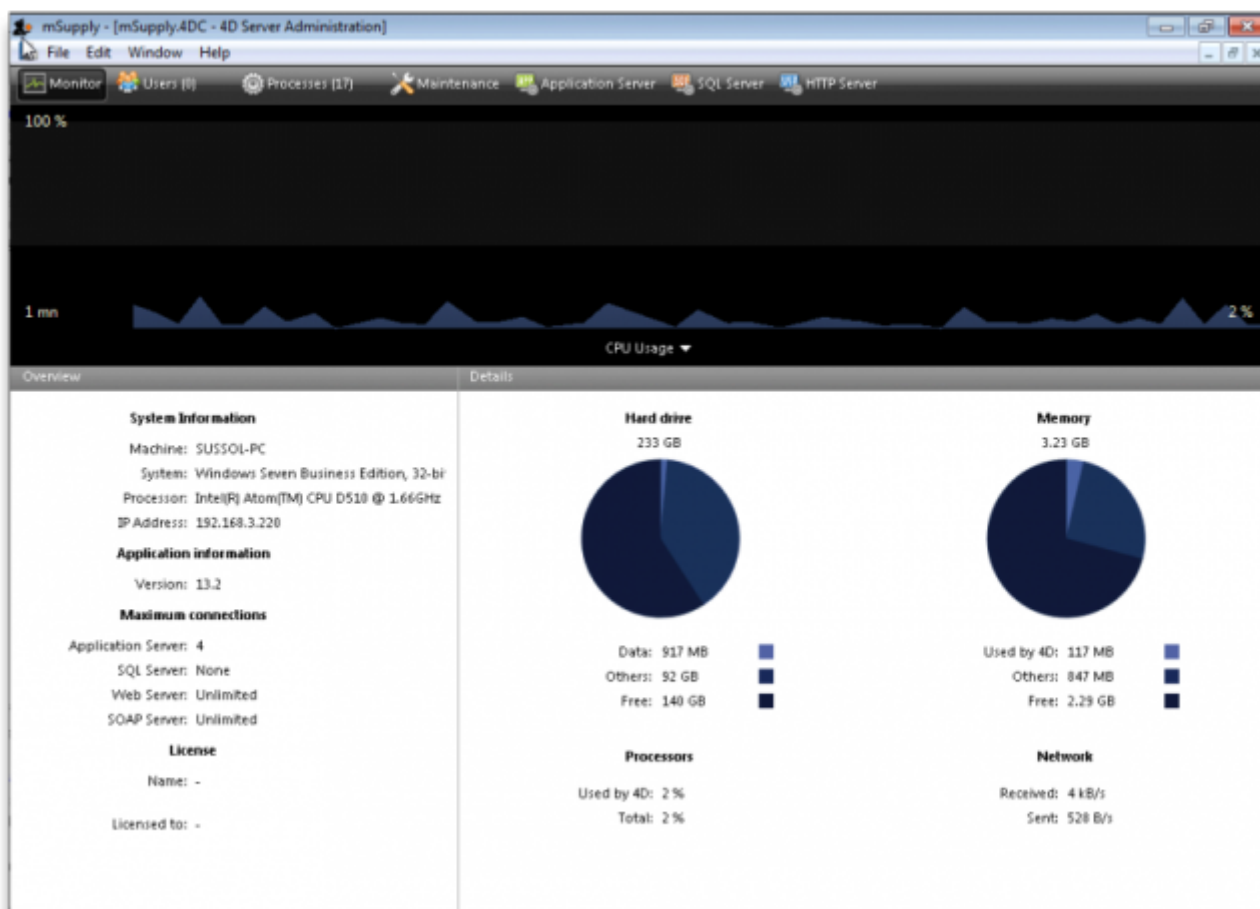 mSupply - [mSupply.4DC - 4D Server Administration]
File Edit Window Help
Monitor Users (0) Processes (17) Maintenance Application Server SQL Server HTTP Server
100 %
1 mn
2 %
CPU Usage
Overview
Details
System Information
Machine: SUSSOL-PC
System: Windows Seven Business Edition, 32-bi
Processor: Intel(R) Atom(TM) CPU D510 @ 1.66GHz
IP Address: 192.168.3.220
Application information
Version: 13.2
Maximum connections
Application Server: 4
SQL Server: None
Web Server: Unlimited
SOAP Server: Unlimited
License
Name: -
Licensed to: -
Hard drive
233 GB
Data: 917 MB
Others: 92 GB
Free: 140 GB
Memory
3.23 GB
Used by 4D: 117 MB
Others: 847 MB
Free: 2.29 GB
Processors
Used by 4D: 2 %
Total: 2 %
Network
Received: 4 kB/s
Sent: 528 B/s